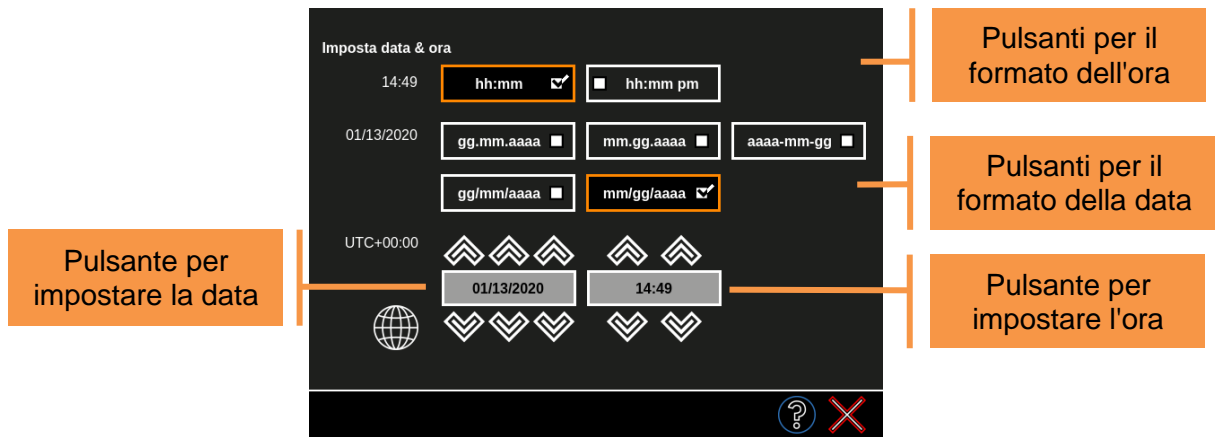 Imposta data & ora
14:49
hh:mm
hh:mm pm
Pulsanti per il
formato dell'ora
01/13/2020
gg.mm.aaaa
mm.gg.aaaa
aaaa-mm-gg
gg/mm/aaaa
mm/gg/aaaa
Pulsanti per il
formato della data
UTC+00:00
Pulsante per
impostare la data
01/13/2020
14:49
Pulsante per
impostare l'ora
?